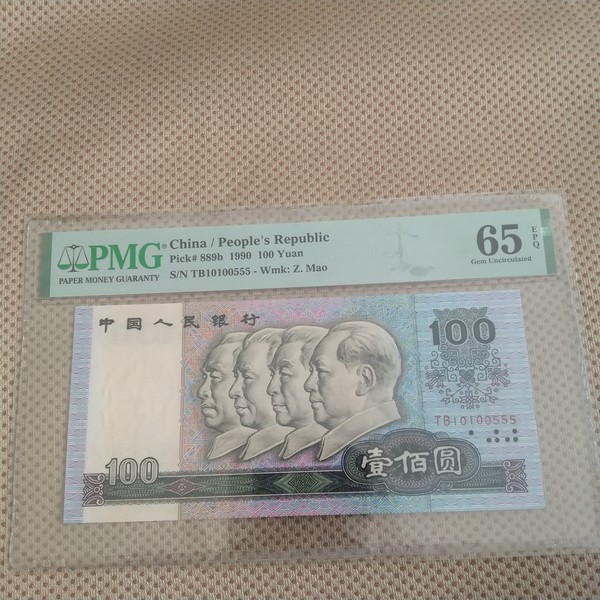 PMG
PAPER MONEY GUARANTY
China / People's Republic
Pick# 889b 1990 100 Yuan
S/N TB10100555 - Wmk: Z. Mao
65 EPQ
Gem Uncirculated
中国人民银行
100
TB10100555
100
壹佰圆